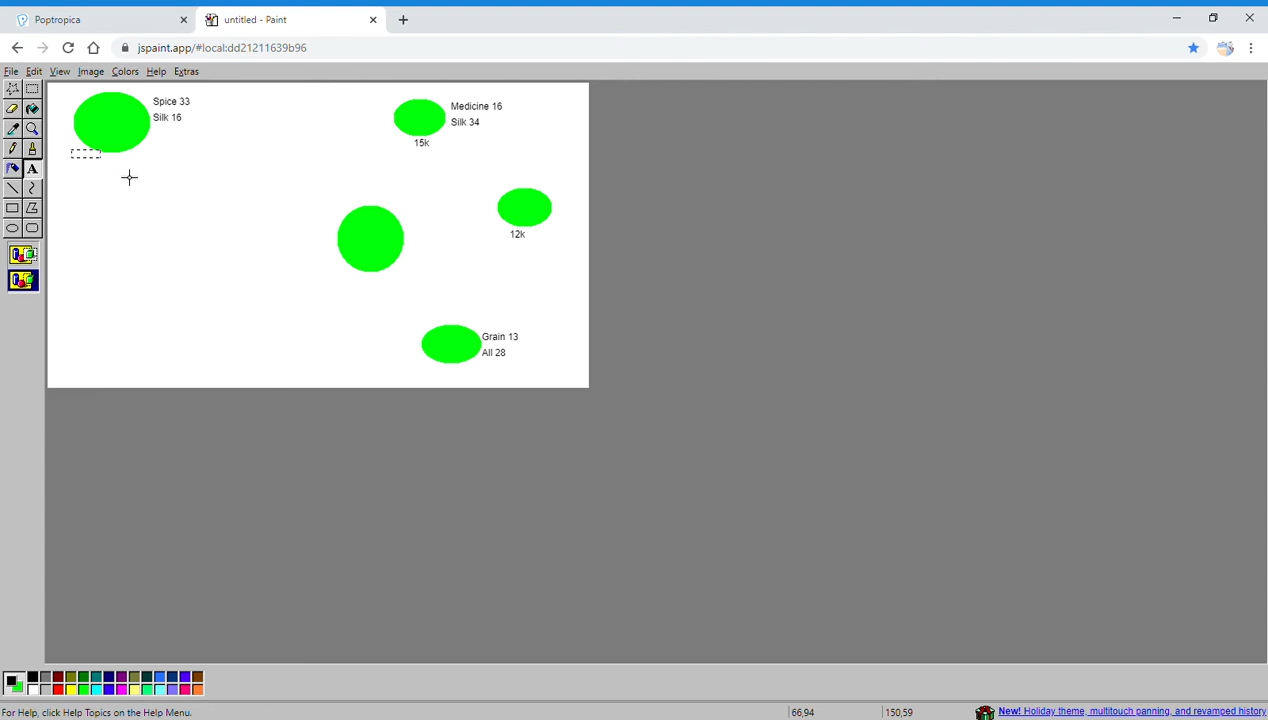 Poptropica
untitled - Paint
jspaint.app/#local:dd21211639b96
File Edit View Image Colors Help Extras
Spice 33
Silk 16
Medicine 16
Silk 34
15k
12k
Grain 13
All 28
A
For Help, click Help Topics on the Help Menu.
66,94
150,59
New! Holiday theme, multitouch panning, and revamped history